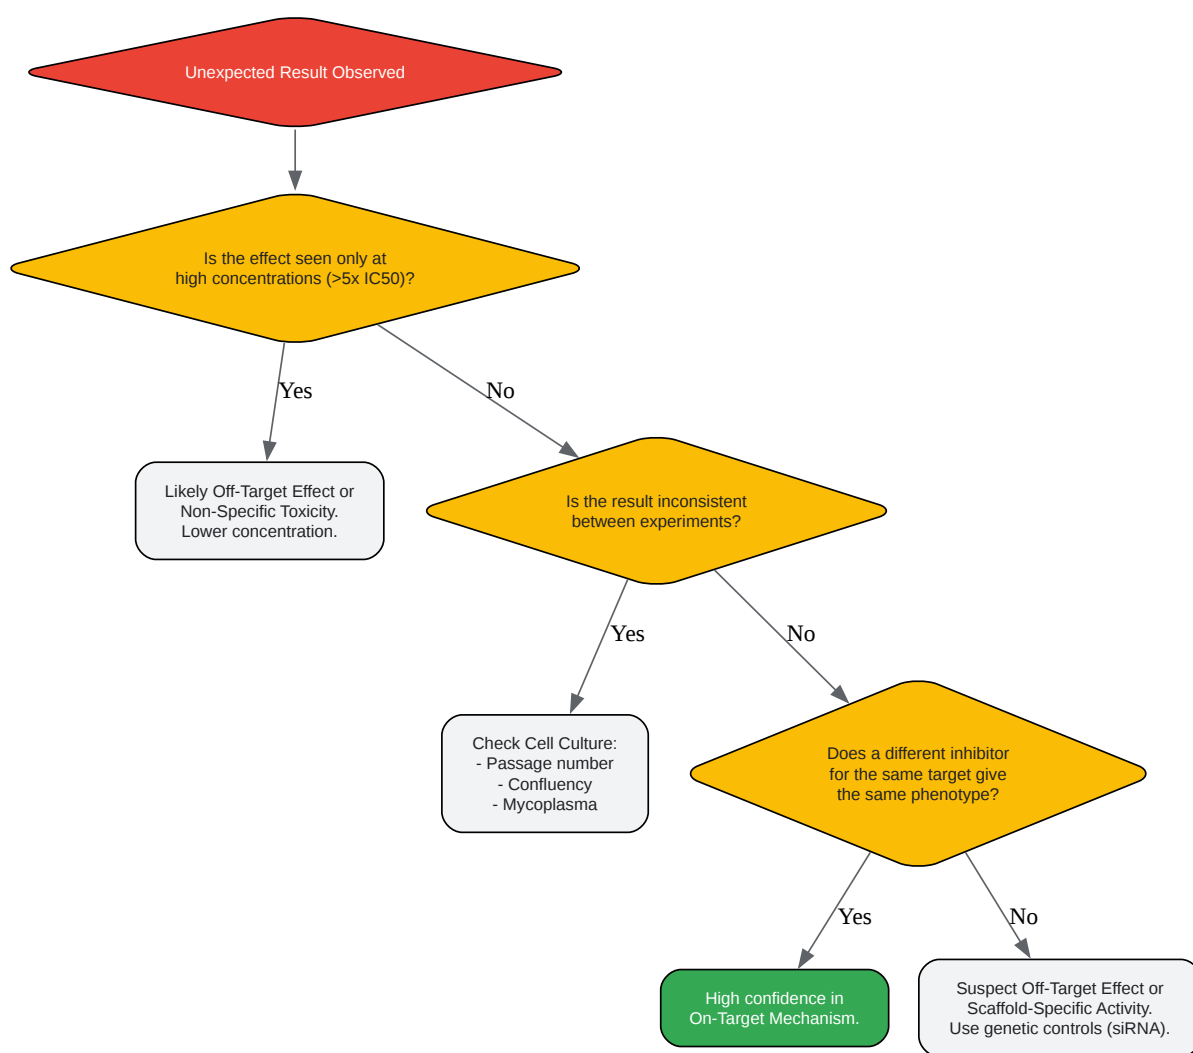 Unexpected Result Observed
Is the effect seen only at
high concentrations (>5x IC50)?
Yes
No
Likely Off-Target Effect or
Non-Specific Toxicity.
Lower concentration.
Is the result inconsistent
between experiments?
Yes
No
Check Cell Culture:
- Passage number
- Confluency
- Mycoplasma
Does a different inhibitor
for the same target give
the same phenotype?
Yes
No
High confidence in
On-Target Mechanism.
Suspect Off-Target Effect or
Scaffold-Specific Activity.
Use genetic controls (siRNA).